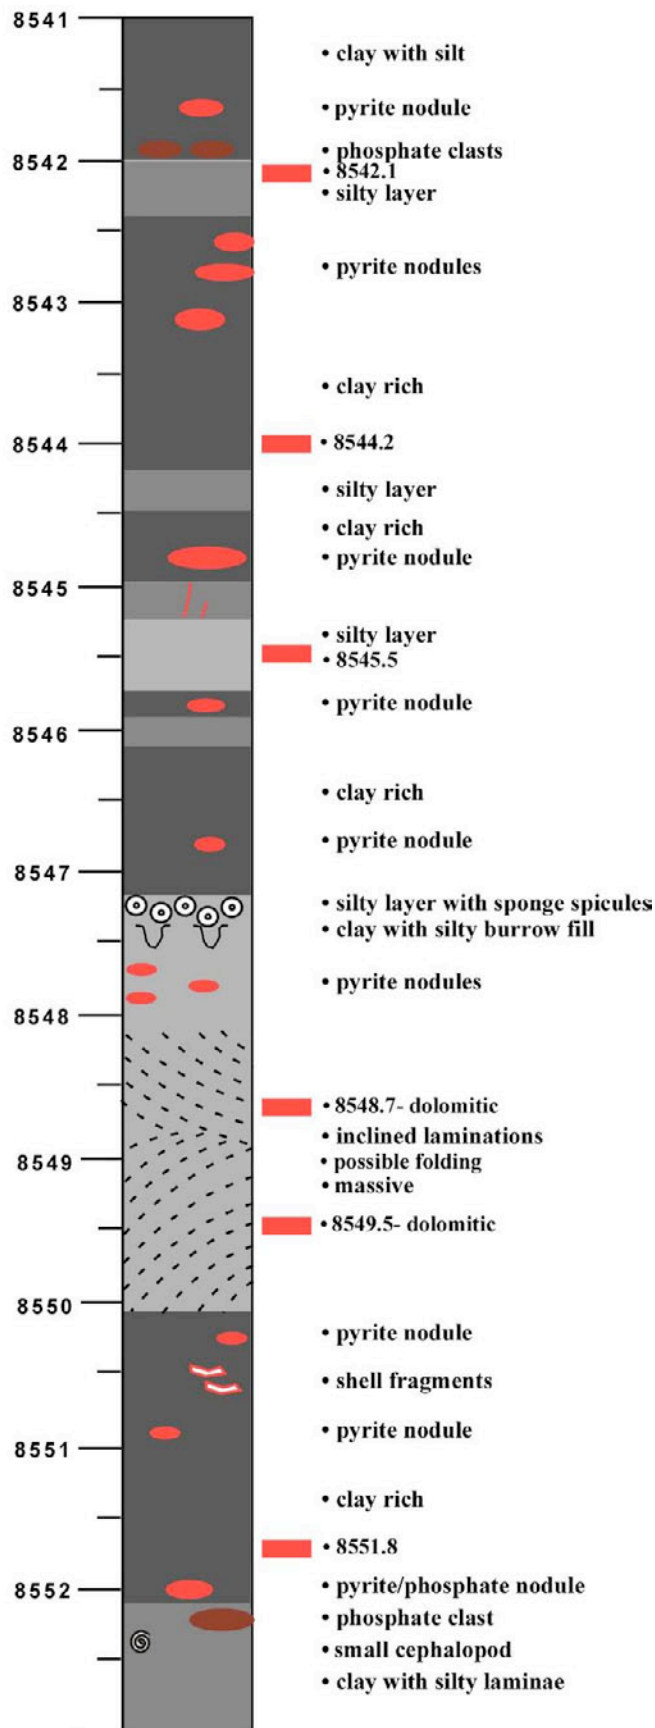 8541
• clay with silt
• pyrite nodule
• phosphate clasts
8542
• 8542.1
• silty layer
• pyrite nodules
8543
• clay rich
8544
• 8544.2
• silty layer
• clay rich
• pyrite nodule
8545
• silty layer
• 8545.5
• pyrite nodule
8546
• clay rich
• pyrite nodule
8547
• silty layer with sponge spicules
• clay with silty burrow fill
• pyrite nodules
8548
• 8548.7- dolomitic
• inclined laminations
8549
• possible folding
• massive
• 8549.5- dolomitic
8550
• pyrite nodule
• shell fragments
• pyrite nodule
8551
• clay rich
• 8551.8
8552
• pyrite/phosphate nodule
• phosphate clast
• small cephalopod
• clay with silty laminae